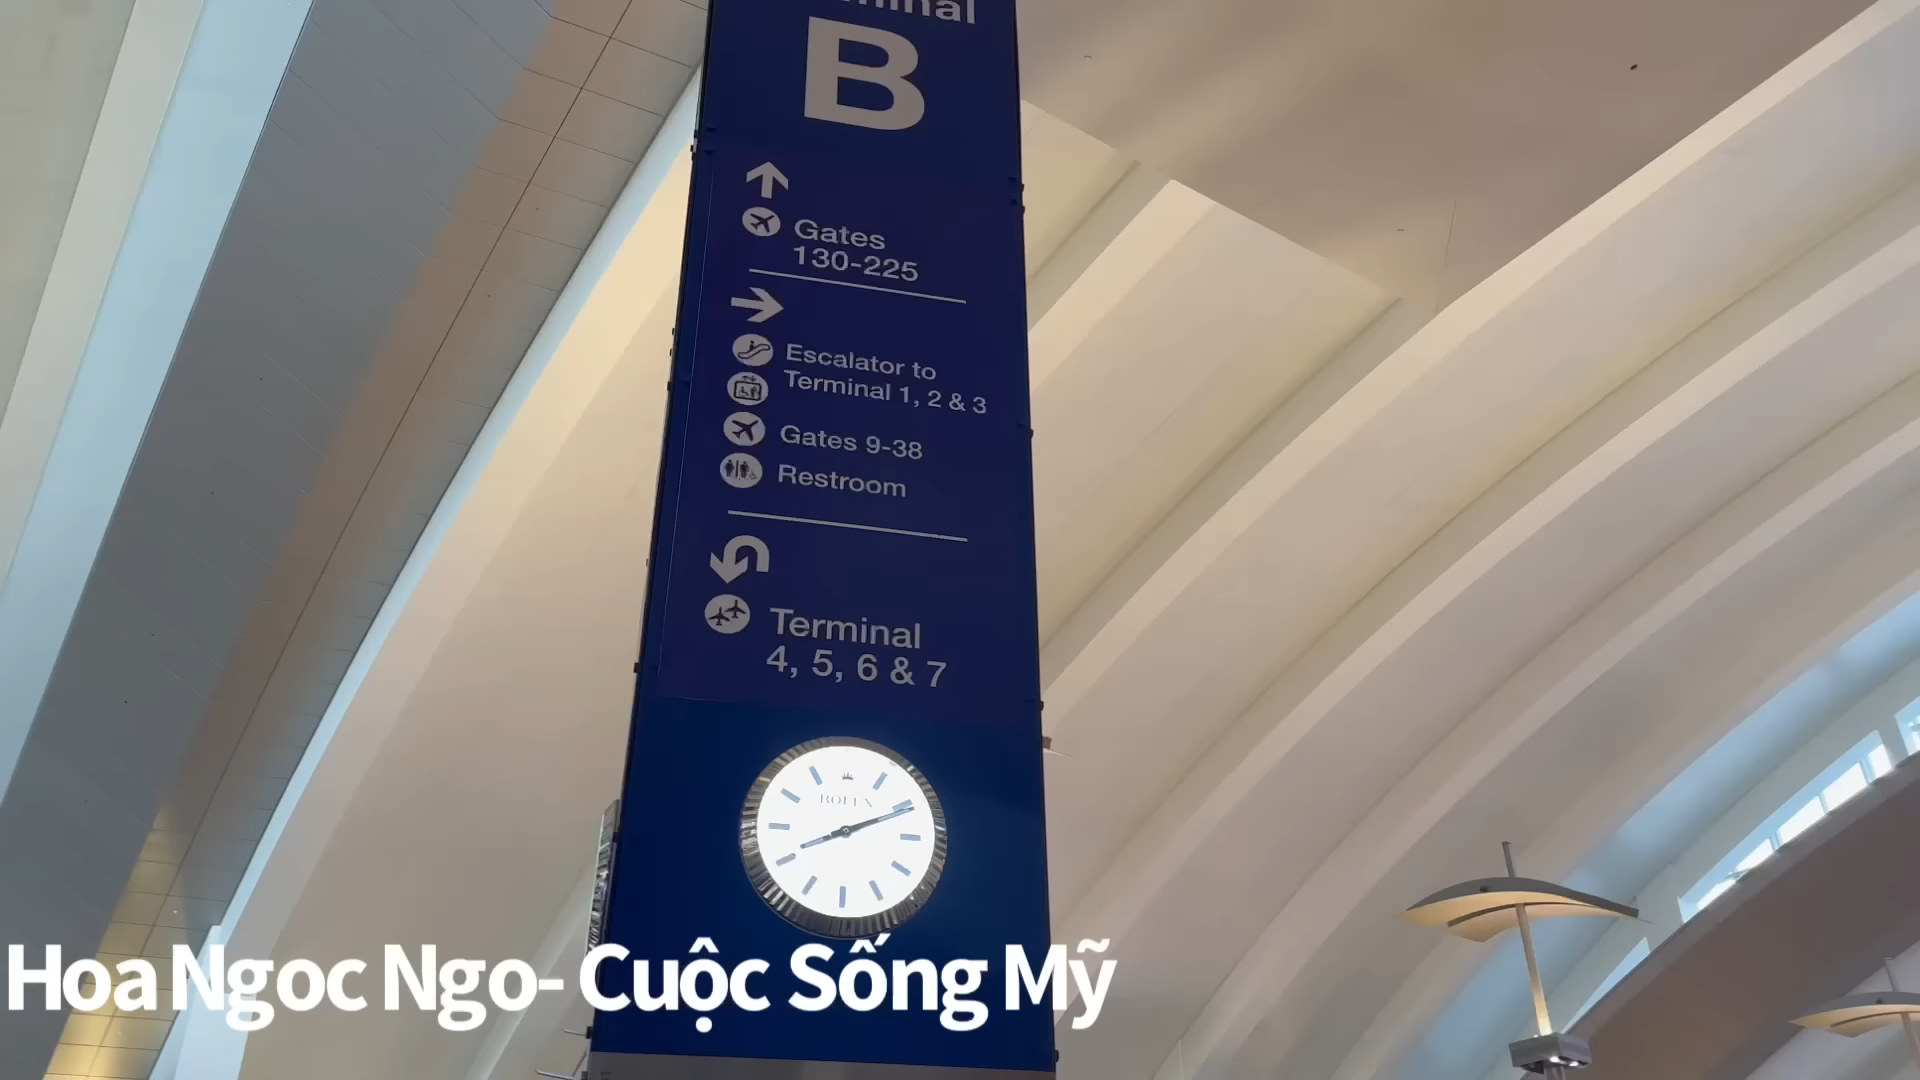 B
Gates
130-225
Escalator to
Terminal 1, 2 & 3
Gates 9-38
Restroom
Terminal
4, 5, 6 & 7
ROLEX
Hoa Ngoc Ngo- Cuộc Sống Mỹ